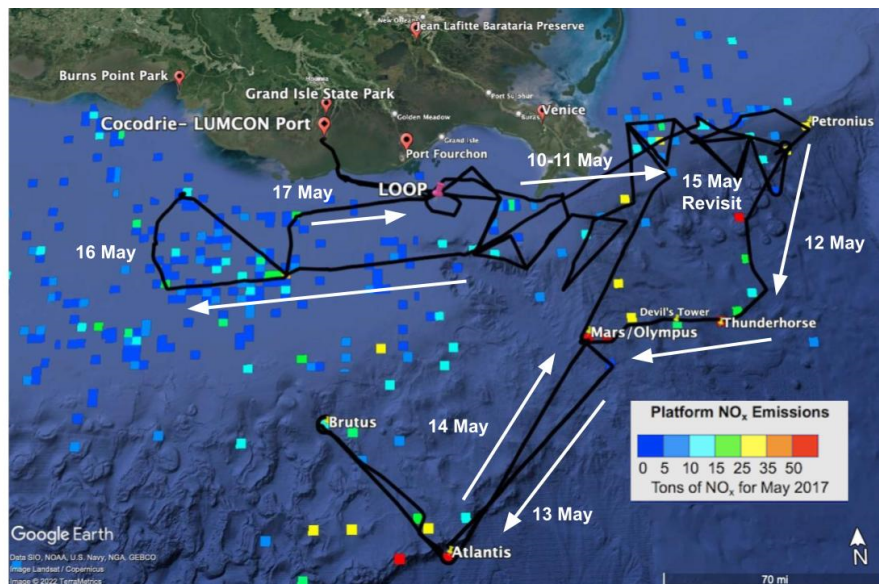 New Orleans
Jean Lafitte Barataria Preserve
Burns Point Park
Houma
Grand Isle State Park
Port Sulphur
Golden Meadow
Buras
Venice
Cocodrie- LUMCON Port
Petronius
Port Fourchon
Grand Isle
10-11 May
17 May
LOOP
15 May
Revisit
16 May
12 May
Devil's Tower
Thunderhorse
Mars/Olympus
Brutus
14 May
Platform NOx Emissions
0 5 10 15 25 35 50
Tons of NOx for May 2017
13 May
Google Earth
Atlantis
Data SIO, NOAA, U.S. Navy, NGA, GEBCO
Image Landsat / Copernicus
Image © 2022 TerraMetrics
N
70 mi